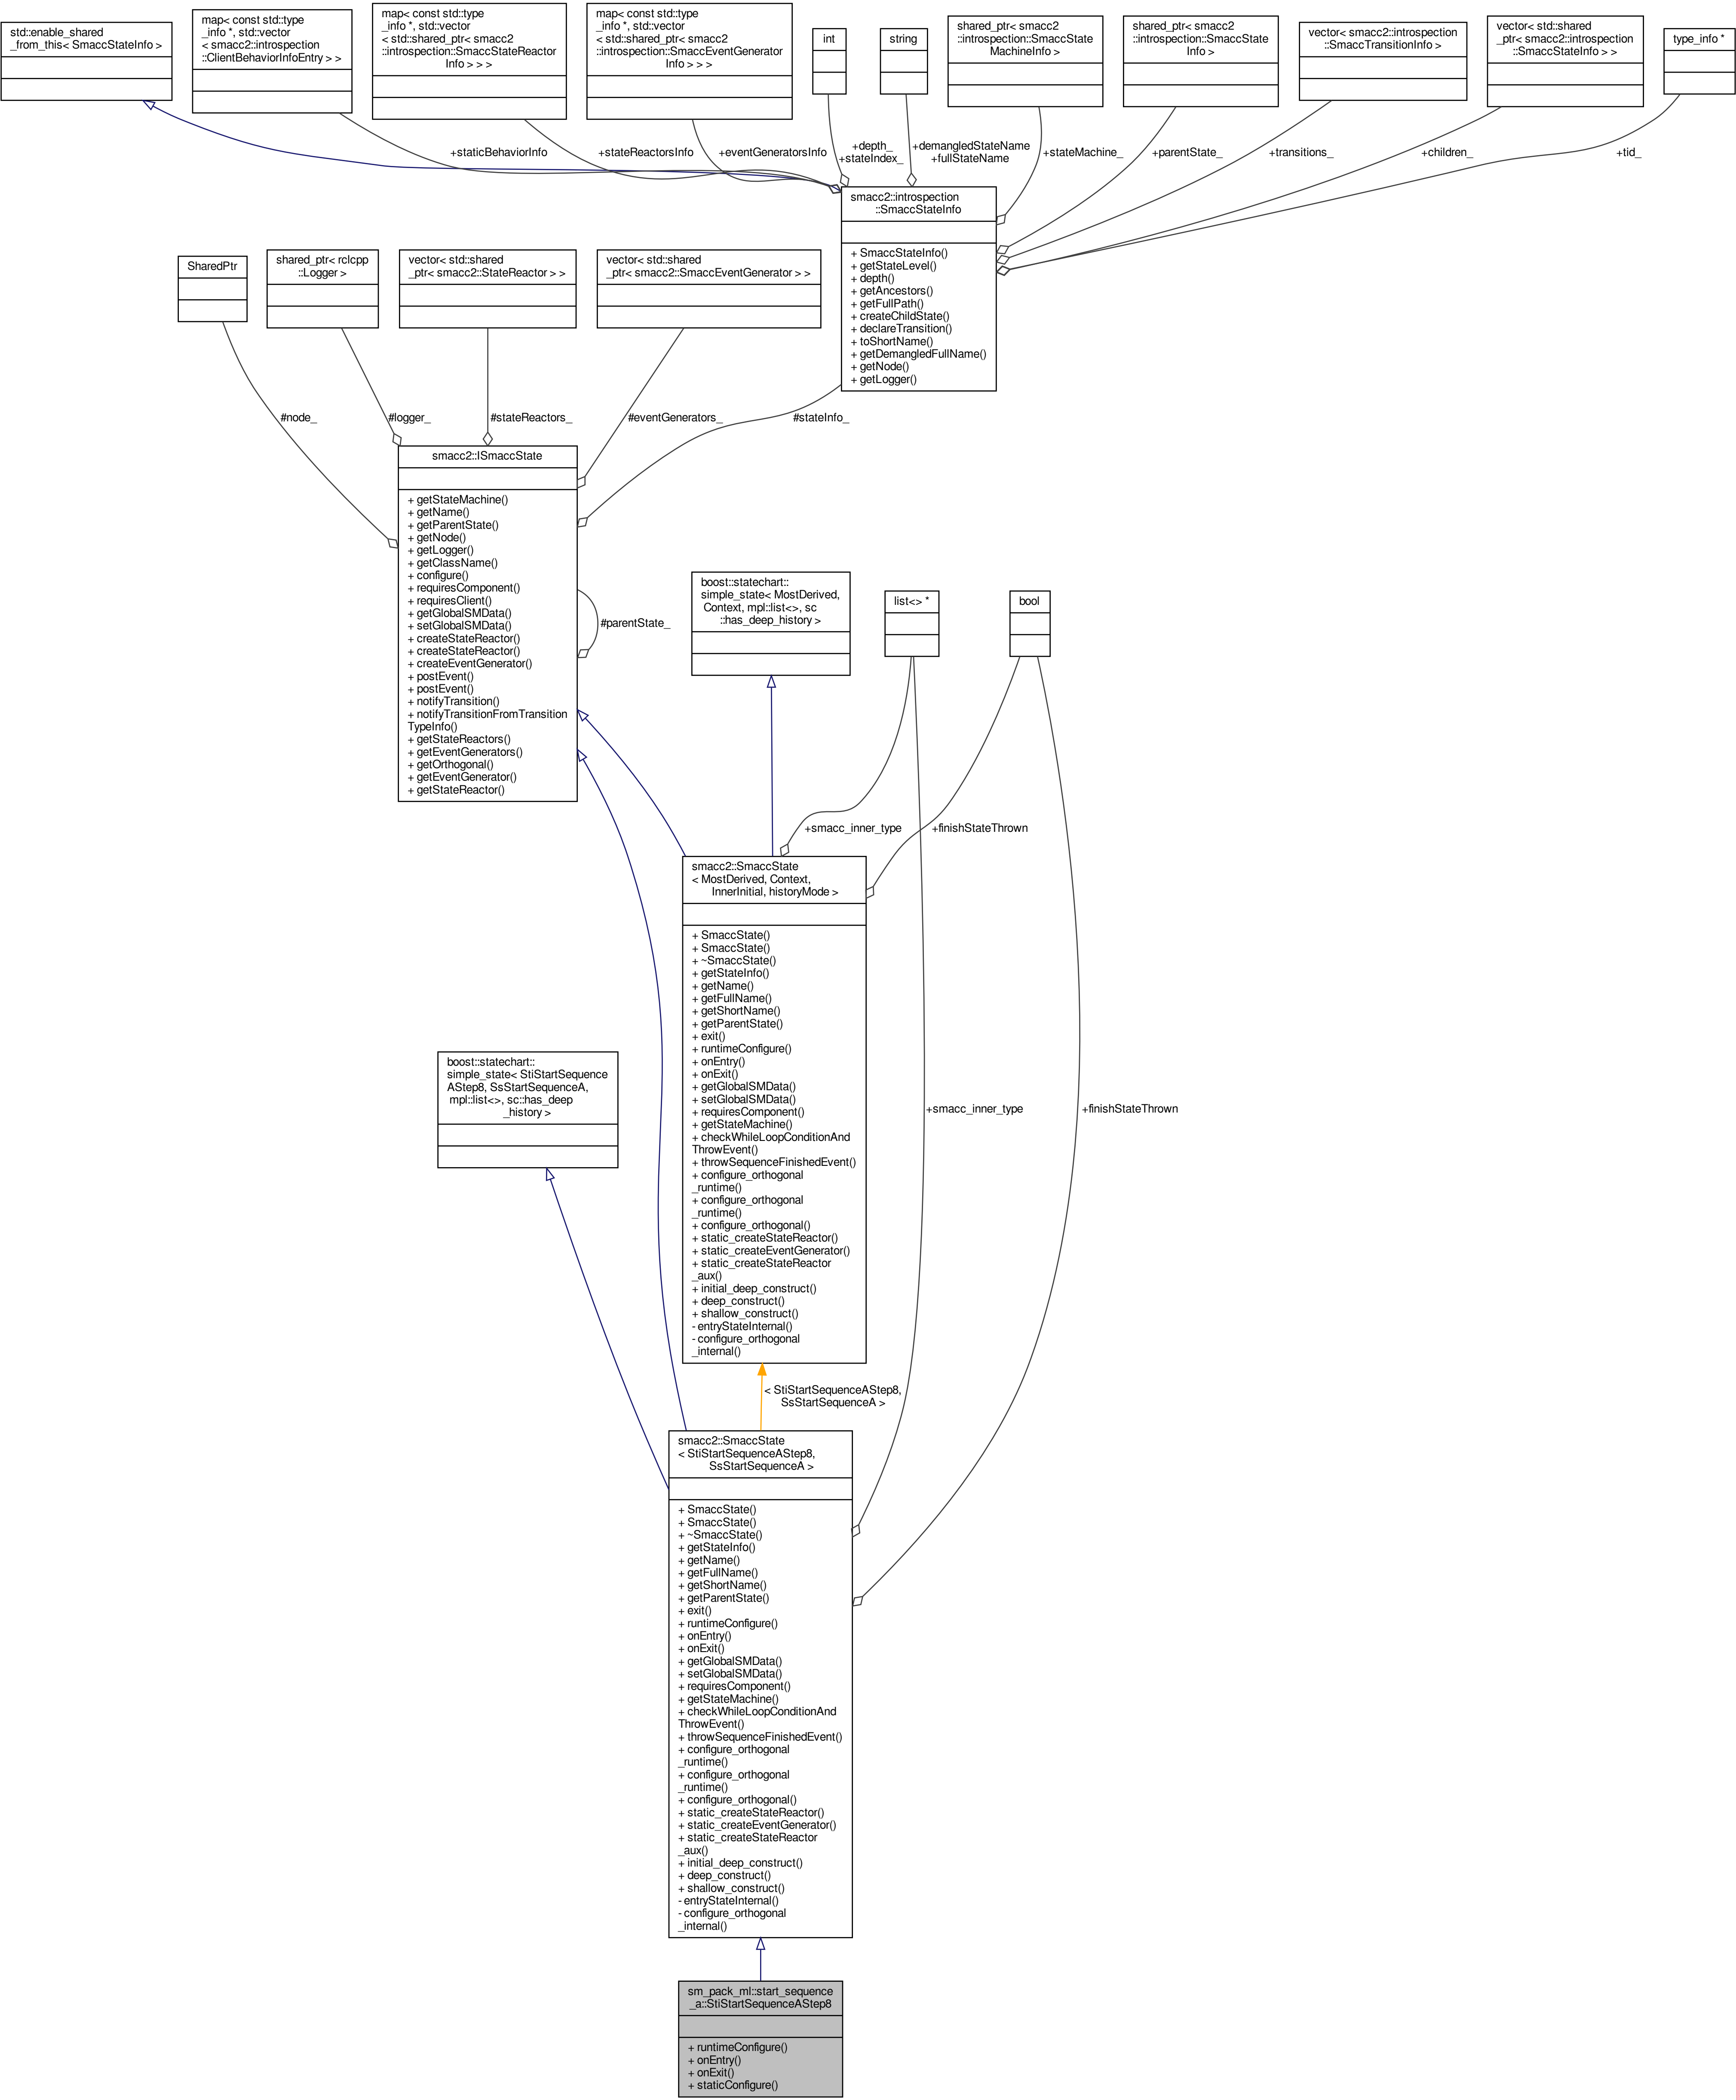 std::enable_shared
_from_this< SmaccStateInfo >
map< const std::type
_info *, std::vector
< smacc2::introspection
::ClientBehaviorInfoEntry > >
map< const std::type
_info *, std::vector
< std::shared_ptr< smacc2
::introspection::SmaccStateReactor
Info > > >
map< const std::type
_info *, std::vector
< std::shared_ptr< smacc2
::introspection::SmaccEventGenerator
Info > > >
int
string
shared_ptr< smacc2
::introspection::SmaccState
MachineInfo >
shared_ptr< smacc2
::introspection::SmaccState
Info >
vector< smacc2::introspection
::SmaccTransitionInfo >
vector< std::shared
_ptr< smacc2::introspection
::SmaccStateInfo > >
type_info *
+staticBehaviorInfo
+stateReactorsInfo
+eventGeneratorsInfo
+depth_
+stateIndex_
+demangledStateName
+fullStateName
+stateMachine_
+parentState_
+transitions_
+children_
+tid_
smacc2::introspection
::SmaccStateInfo
+ SmaccStateInfo()
+ getStateLevel()
+ depth()
+ getAncestors()
+ getFullPath()
+ createChildState()
+ declareTransition()
+ toShortName()
+ getDemangledFullName()
+ getNode()
+ getLogger()
SharedPtr
shared_ptr< rclcpp
::Logger >
vector< std::shared
_ptr< smacc2::StateReactor > >
vector< std::shared
_ptr< smacc2::SmaccEventGenerator > >
#node_
#logger_
#stateReactors_
#eventGenerators_
#stateInfo_
smacc2::ISmaccState
+ getStateMachine()
+ getName()
+ getParentState()
+ getNode()
+ getLogger()
+ getClassName()
+ configure()
+ requiresComponent()
+ requiresClient()
+ getGlobalSMData()
+ setGlobalSMData()
+ createStateReactor()
+ createStateReactor()
+ createEventGenerator()
+ postEvent()
+ postEvent()
+ notifyTransition()
+ notifyTransitionFromTransition
TypeInfo()
+ getStateReactors()
+ getEventGenerators()
+ getOrthogonal()
+ getEventGenerator()
+ getStateReactor()
#parentState_
boost::statechart::
simple_state< MostDerived,
Context, mpl::list<>, sc
::has_deep_history >
list<> *
bool
+smacc_inner_type
+finishStateThrown
smacc2::SmaccState
< MostDerived, Context,
InnerInitial, historyMode >
+ SmaccState()
+ SmaccState()
+ ~SmaccState()
+ getStateInfo()
+ getName()
+ getFullName()
+ getShortName()
+ getParentState()
+ exit()
+ runtimeConfigure()
+ onEntry()
+ onExit()
+ getGlobalSMData()
+ setGlobalSMData()
+ requiresComponent()
+ getStateMachine()
+ checkWhileLoopConditionAnd
ThrowEvent()
+ throwSequenceFinishedEvent()
+ configure_orthogonal
_runtime()
+ configure_orthogonal
_runtime()
+ configure_orthogonal()
+ static_createStateReactor()
+ static_createEventGenerator()
+ static_createStateReactor
_aux()
+ initial_deep_construct()
+ deep_construct()
+ shallow_construct()
- entryStateInternal()
- configure_orthogonal
_internal()
boost::statechart::
simple_state< StiStartSequence
AStep8, SsStartSequenceA,
mpl::list<>, sc::has_deep
_history >
+smacc_inner_type
+finishStateThrown
< StiStartSequenceAStep8,
SsStartSequenceA >
smacc2::SmaccState
< StiStartSequenceAStep8,
SsStartSequenceA >
+ SmaccState()
+ SmaccState()
+ ~SmaccState()
+ getStateInfo()
+ getName()
+ getFullName()
+ getShortName()
+ getParentState()
+ exit()
+ runtimeConfigure()
+ onEntry()
+ onExit()
+ getGlobalSMData()
+ setGlobalSMData()
+ requiresComponent()
+ getStateMachine()
+ checkWhileLoopConditionAnd
ThrowEvent()
+ throwSequenceFinishedEvent()
+ configure_orthogonal
_runtime()
+ configure_orthogonal
_runtime()
+ configure_orthogonal()
+ static_createStateReactor()
+ static_createEventGenerator()
+ static_createStateReactor
_aux()
+ initial_deep_construct()
+ deep_construct()
+ shallow_construct()
- entryStateInternal()
- configure_orthogonal
_internal()
sm_pack_ml::start_sequence
_a::StiStartSequenceAStep8
+ runtimeConfigure()
+ onEntry()
+ onExit()
+ staticConfigure()